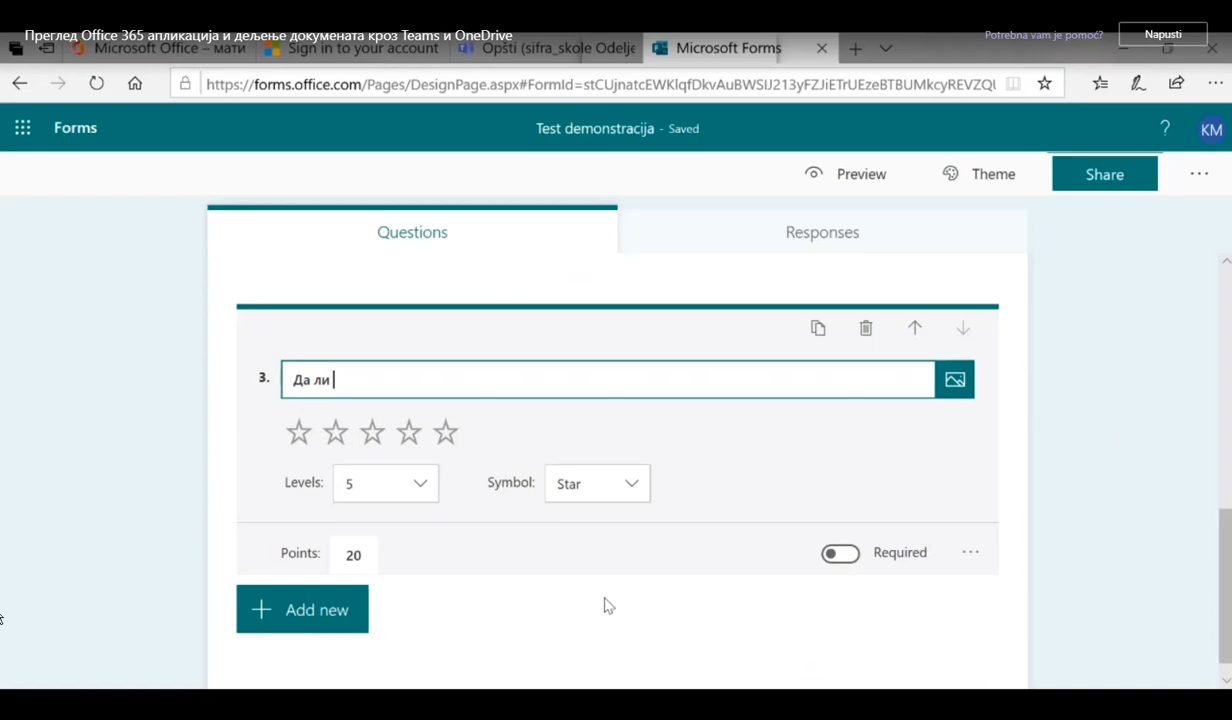 Преглед Office 365 апликација и дељење докумената кроз Teams и OneDrive
Potrebna vam je pomoć?
Napusti
Microsoft Office – мати
Sign in to your account
Opšti (sifra_skole Odelje
Microsoft Forms
https://forms.office.com/Pages/DesignPage.aspx#FormId=stCUjnatcEWKlqfDkvAuBWSIJ213yFZJiETrUEzeBTBUMkcyREVZQU
Forms
Test demonstracija - Saved
?
KM
Preview
Theme
Share
Questions
Responses
3.
Да ли
Levels:
5
Symbol:
Star
Points:
20
Required
Add new